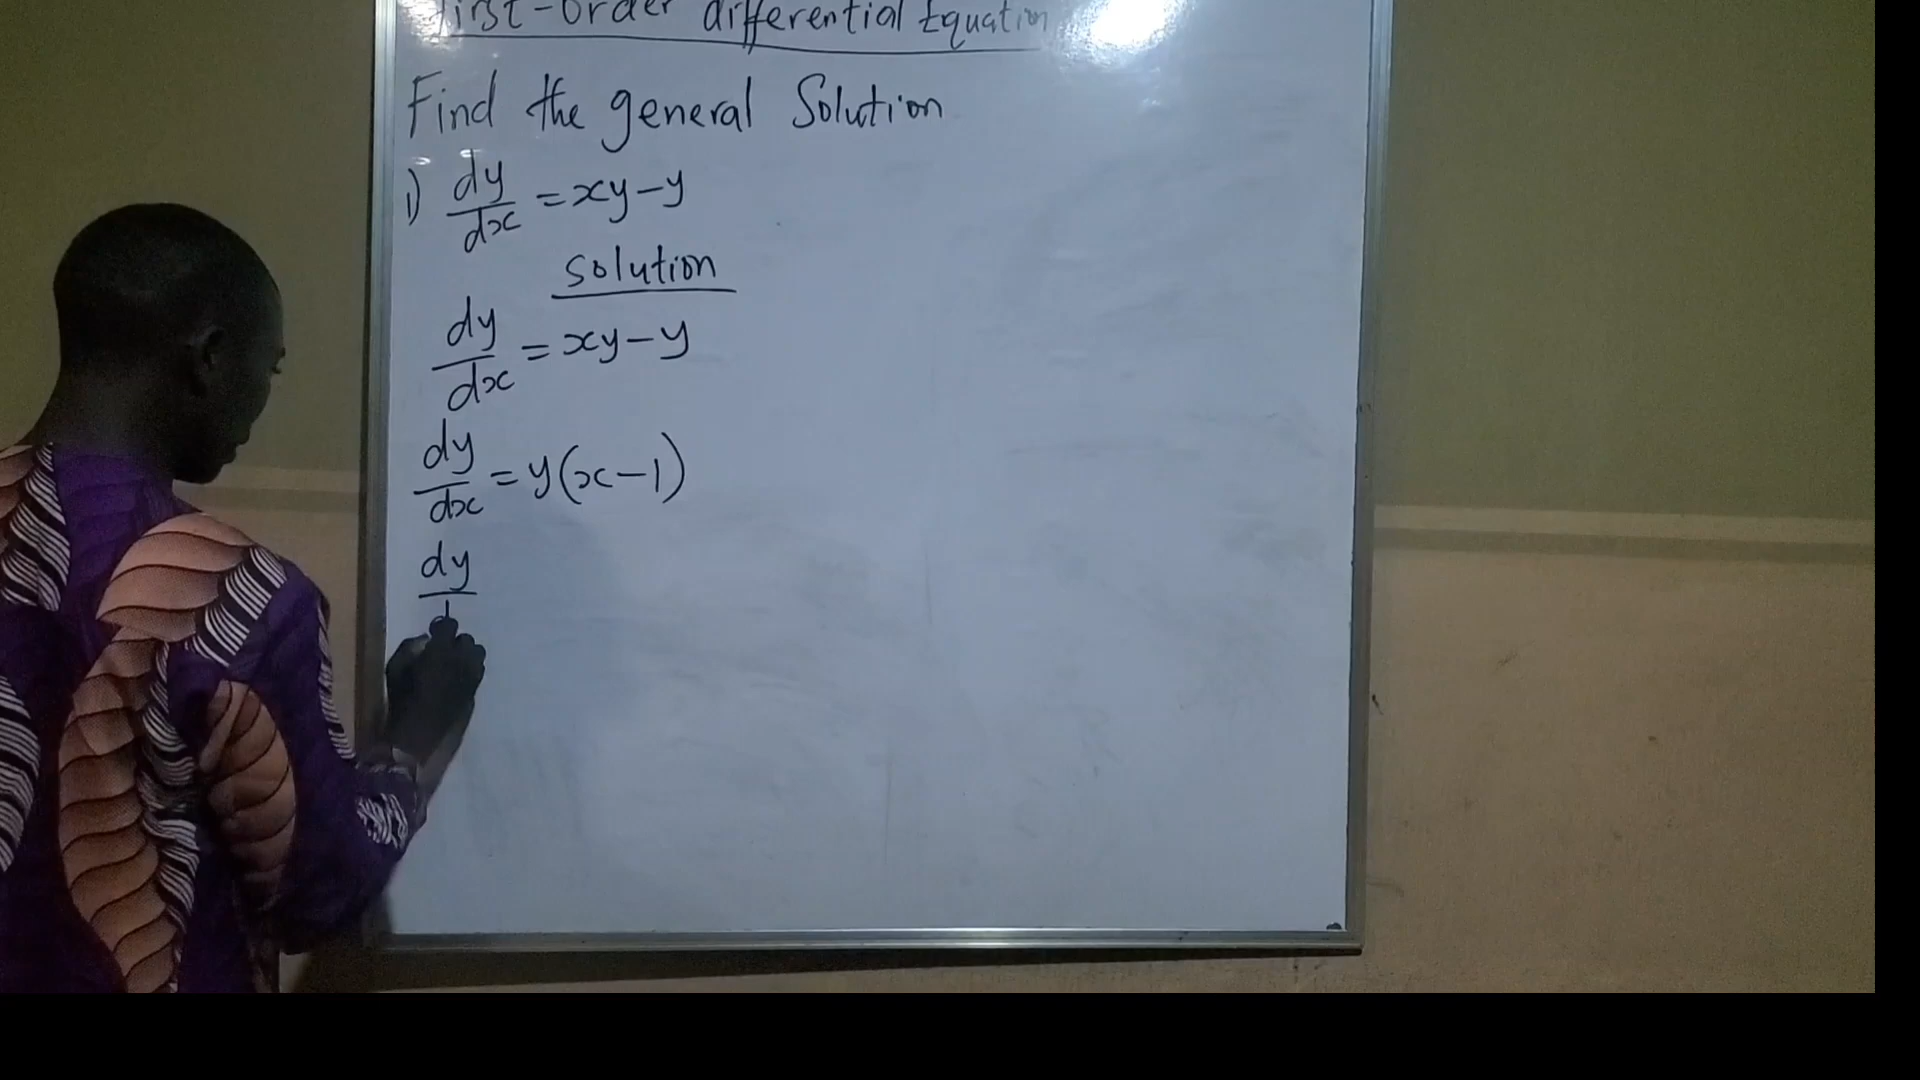 First-Order differential Equation
Find the general Solution
1) dy/dx = xy-y
solution
dy/dx = xy-y
dy/dx = y(x-1)
dy